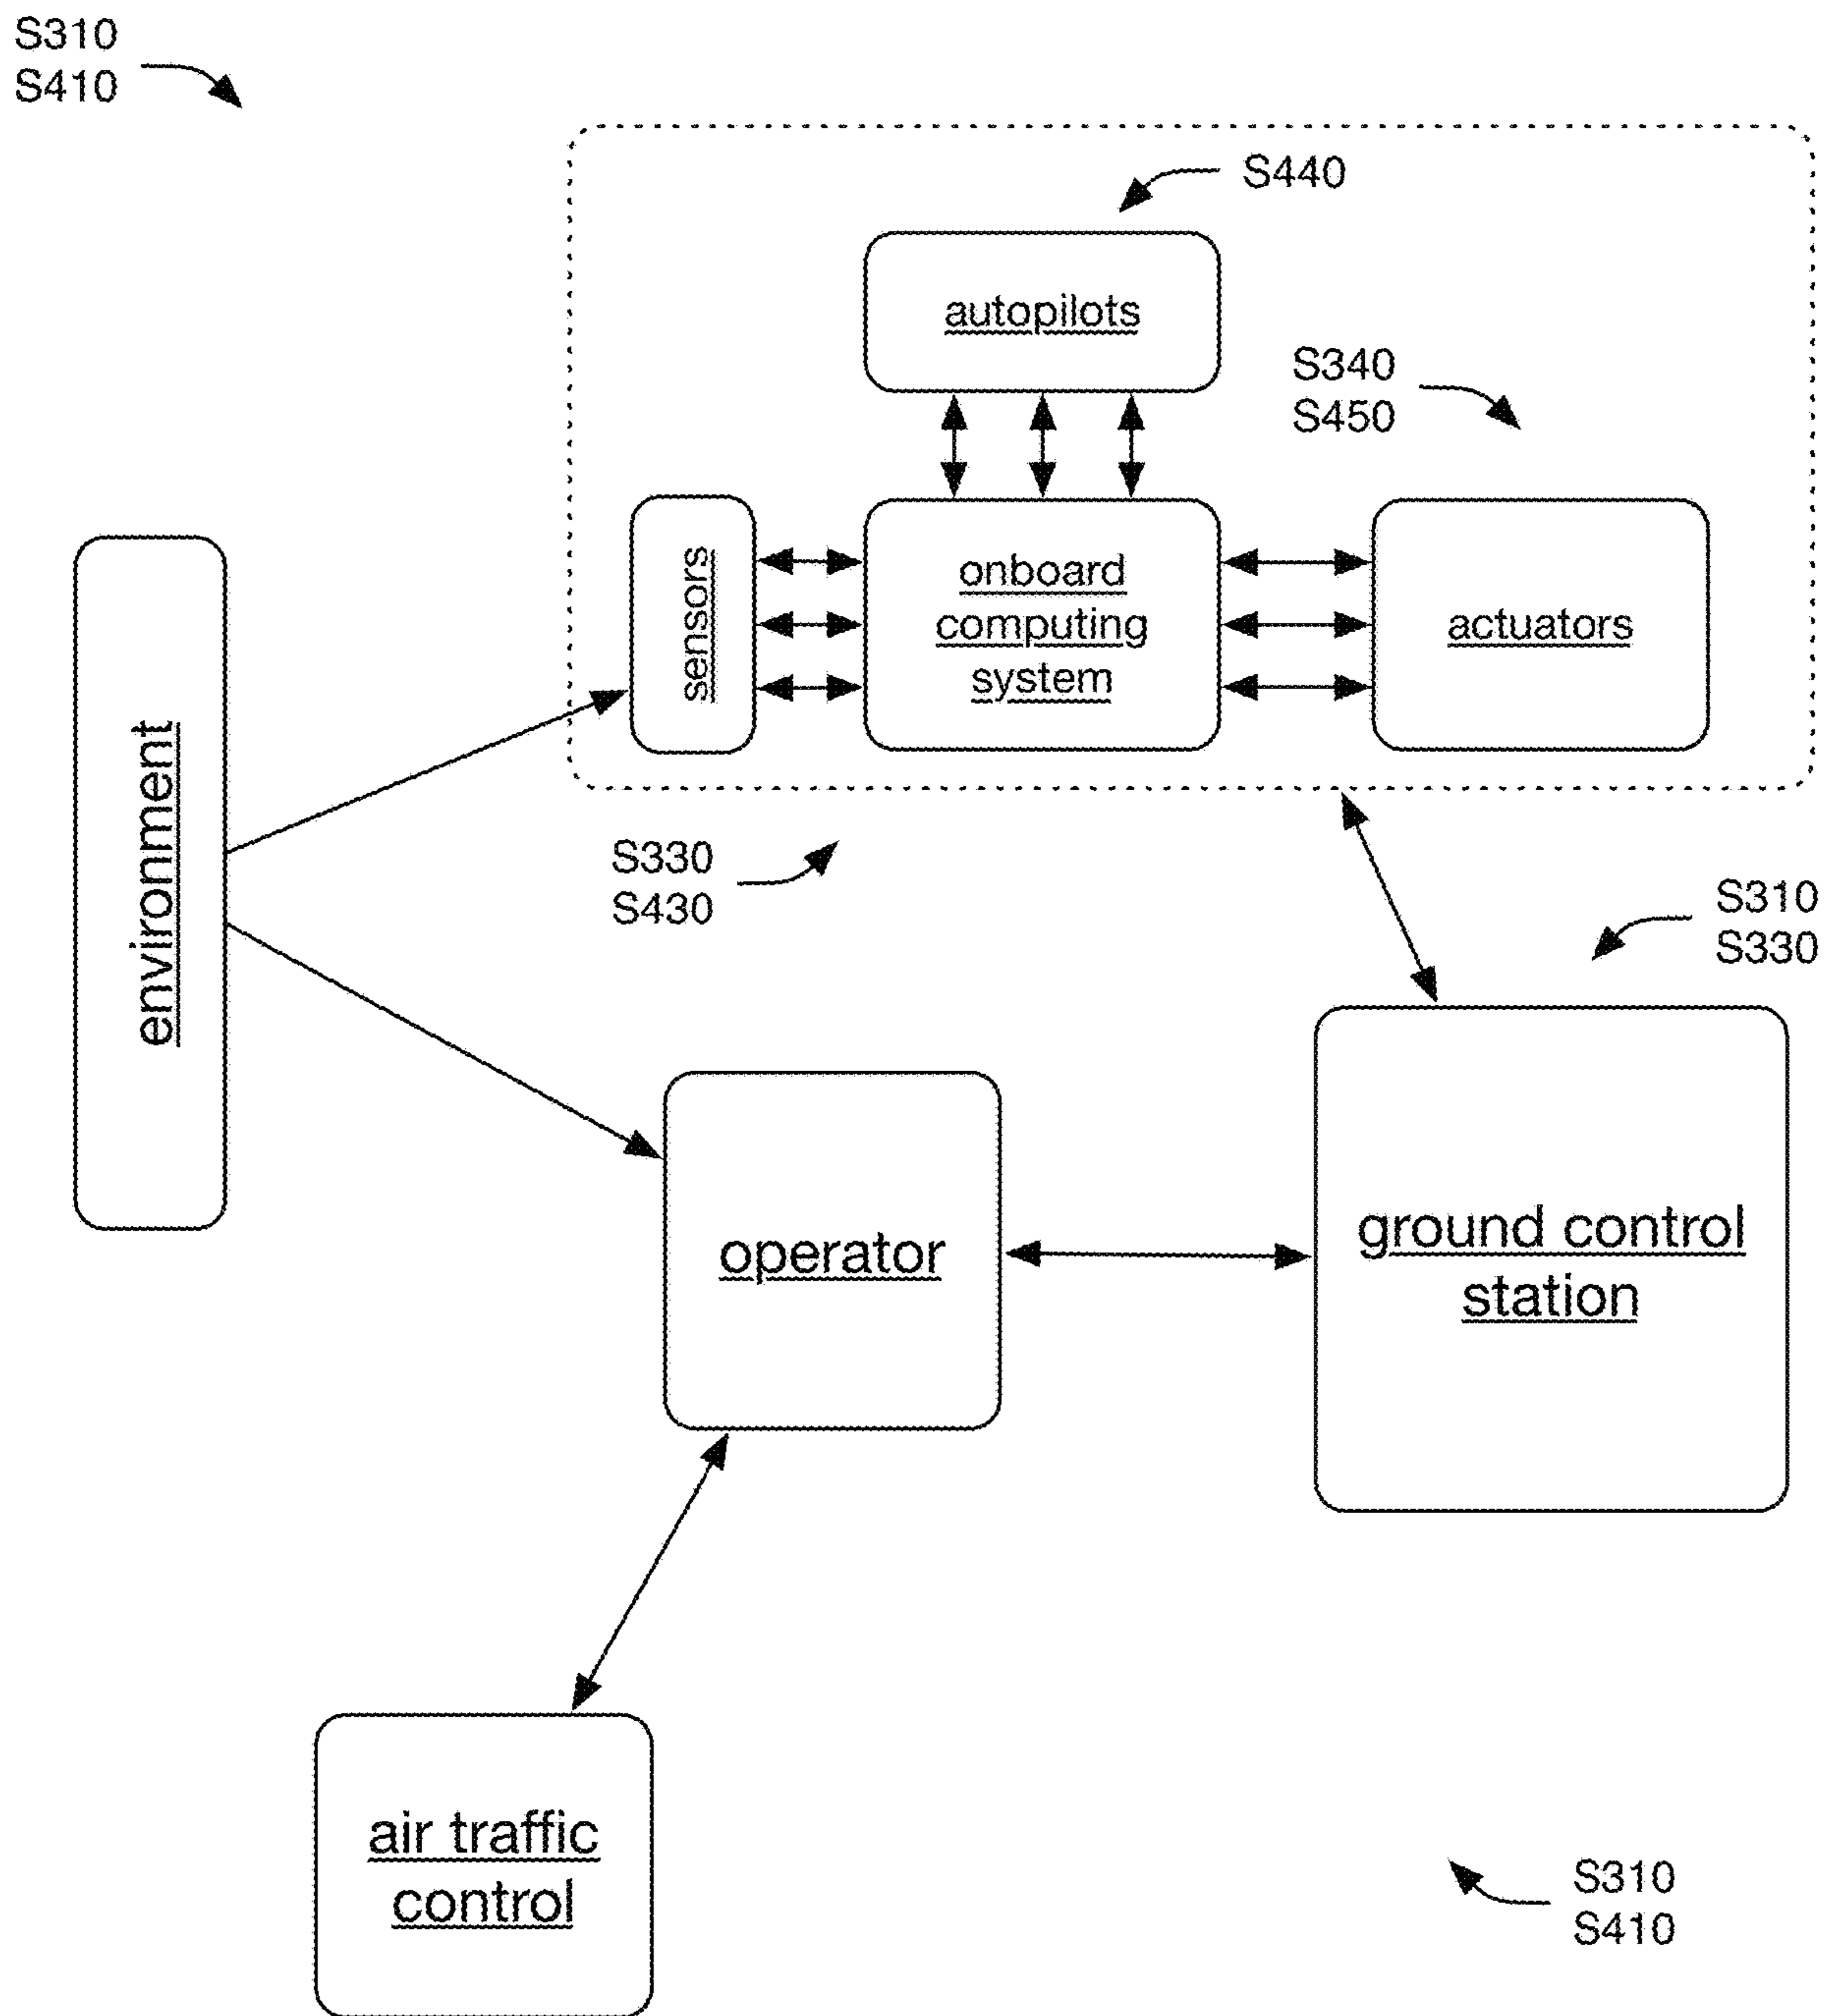 S310
S410
S440
autopilots
S340
S450
sensors
onboard
computing
system
actuators
environment
S330
S430
S310
S330
operator
ground control
station
air traffic
control
S310
S410